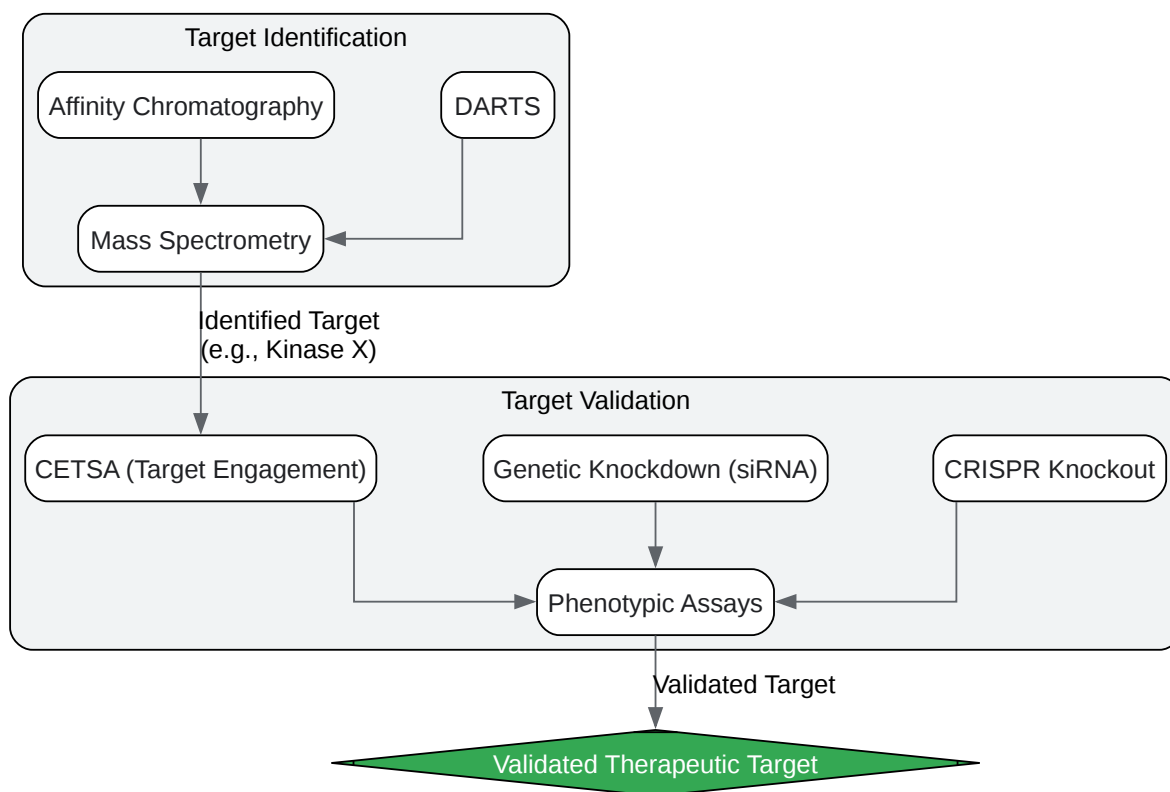 Target Identification
Affinity Chromatography
DARTS
Mass Spectrometry
Identified Target
(e.g., Kinase X)
Target Validation
CETSA (Target Engagement)
Genetic Knockdown (siRNA)
CRISPR Knockout
Phenotypic Assays
Validated Target
Validated Therapeutic Target